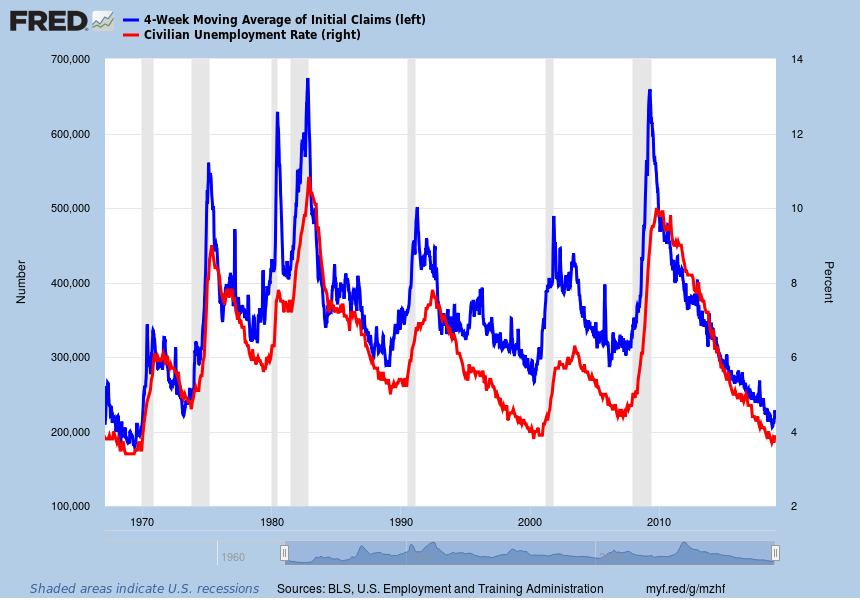 FRED
4-Week Moving Average of Initial Claims (left)
Civilian Unemployment Rate (right)
700,000
14
600,000
12
500,000
10
400,000
8
300,000
6
200,000
4
100,000
2
Number
Percent
1970
1980
1990
2000
2010
1960
Shaded areas indicate U.S. recessions
Sources: BLS, U.S. Employment and Training Administration
myf.red/g/mzhf